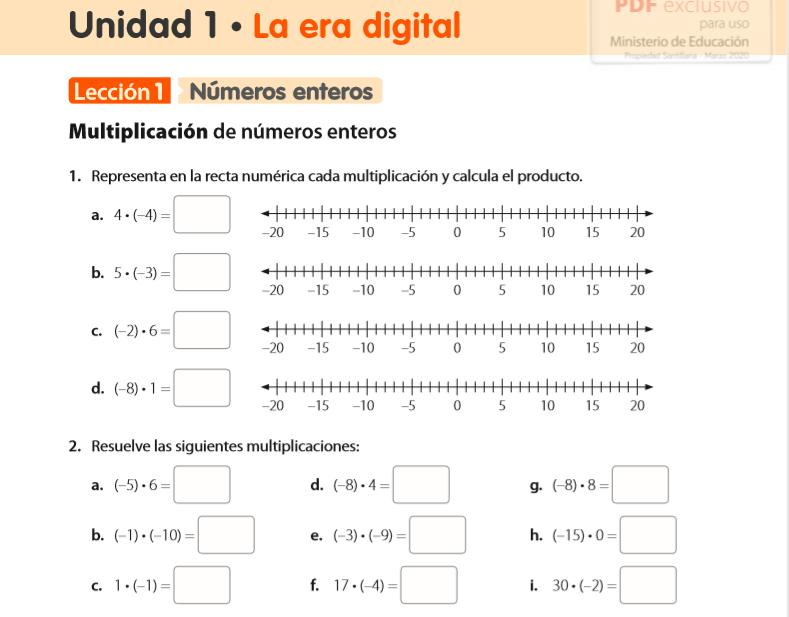 Unidad 1 • La era digital
PDF exclusivo
para uso
Ministerio de Educación
Propiedad Santillana - Marzo 2020
Lección 1 Números enteros
Multiplicación de números enteros
1. Representa en la recta numérica cada multiplicación y calcula el producto.
a. 4 • (–4) =
–20 –15 –10 –5 0 5 10 15 20
b. 5 • (–3) =
–20 –15 –10 –5 0 5 10 15 20
c. (–2) • 6 =
–20 –15 –10 –5 0 5 10 15 20
d. (–8) • 1 =
–20 –15 –10 –5 0 5 10 15 20
2. Resuelve las siguientes multiplicaciones:
a. (–5) • 6 = d. (–8) • 4 = g. (–8) • 8 =
b. (–1) • (–10) = e. (–3) • (–9) = h. (–15) • 0 =
c. 1 • (–1) = f. 17 • (–4) = i. 30 • (–2) =